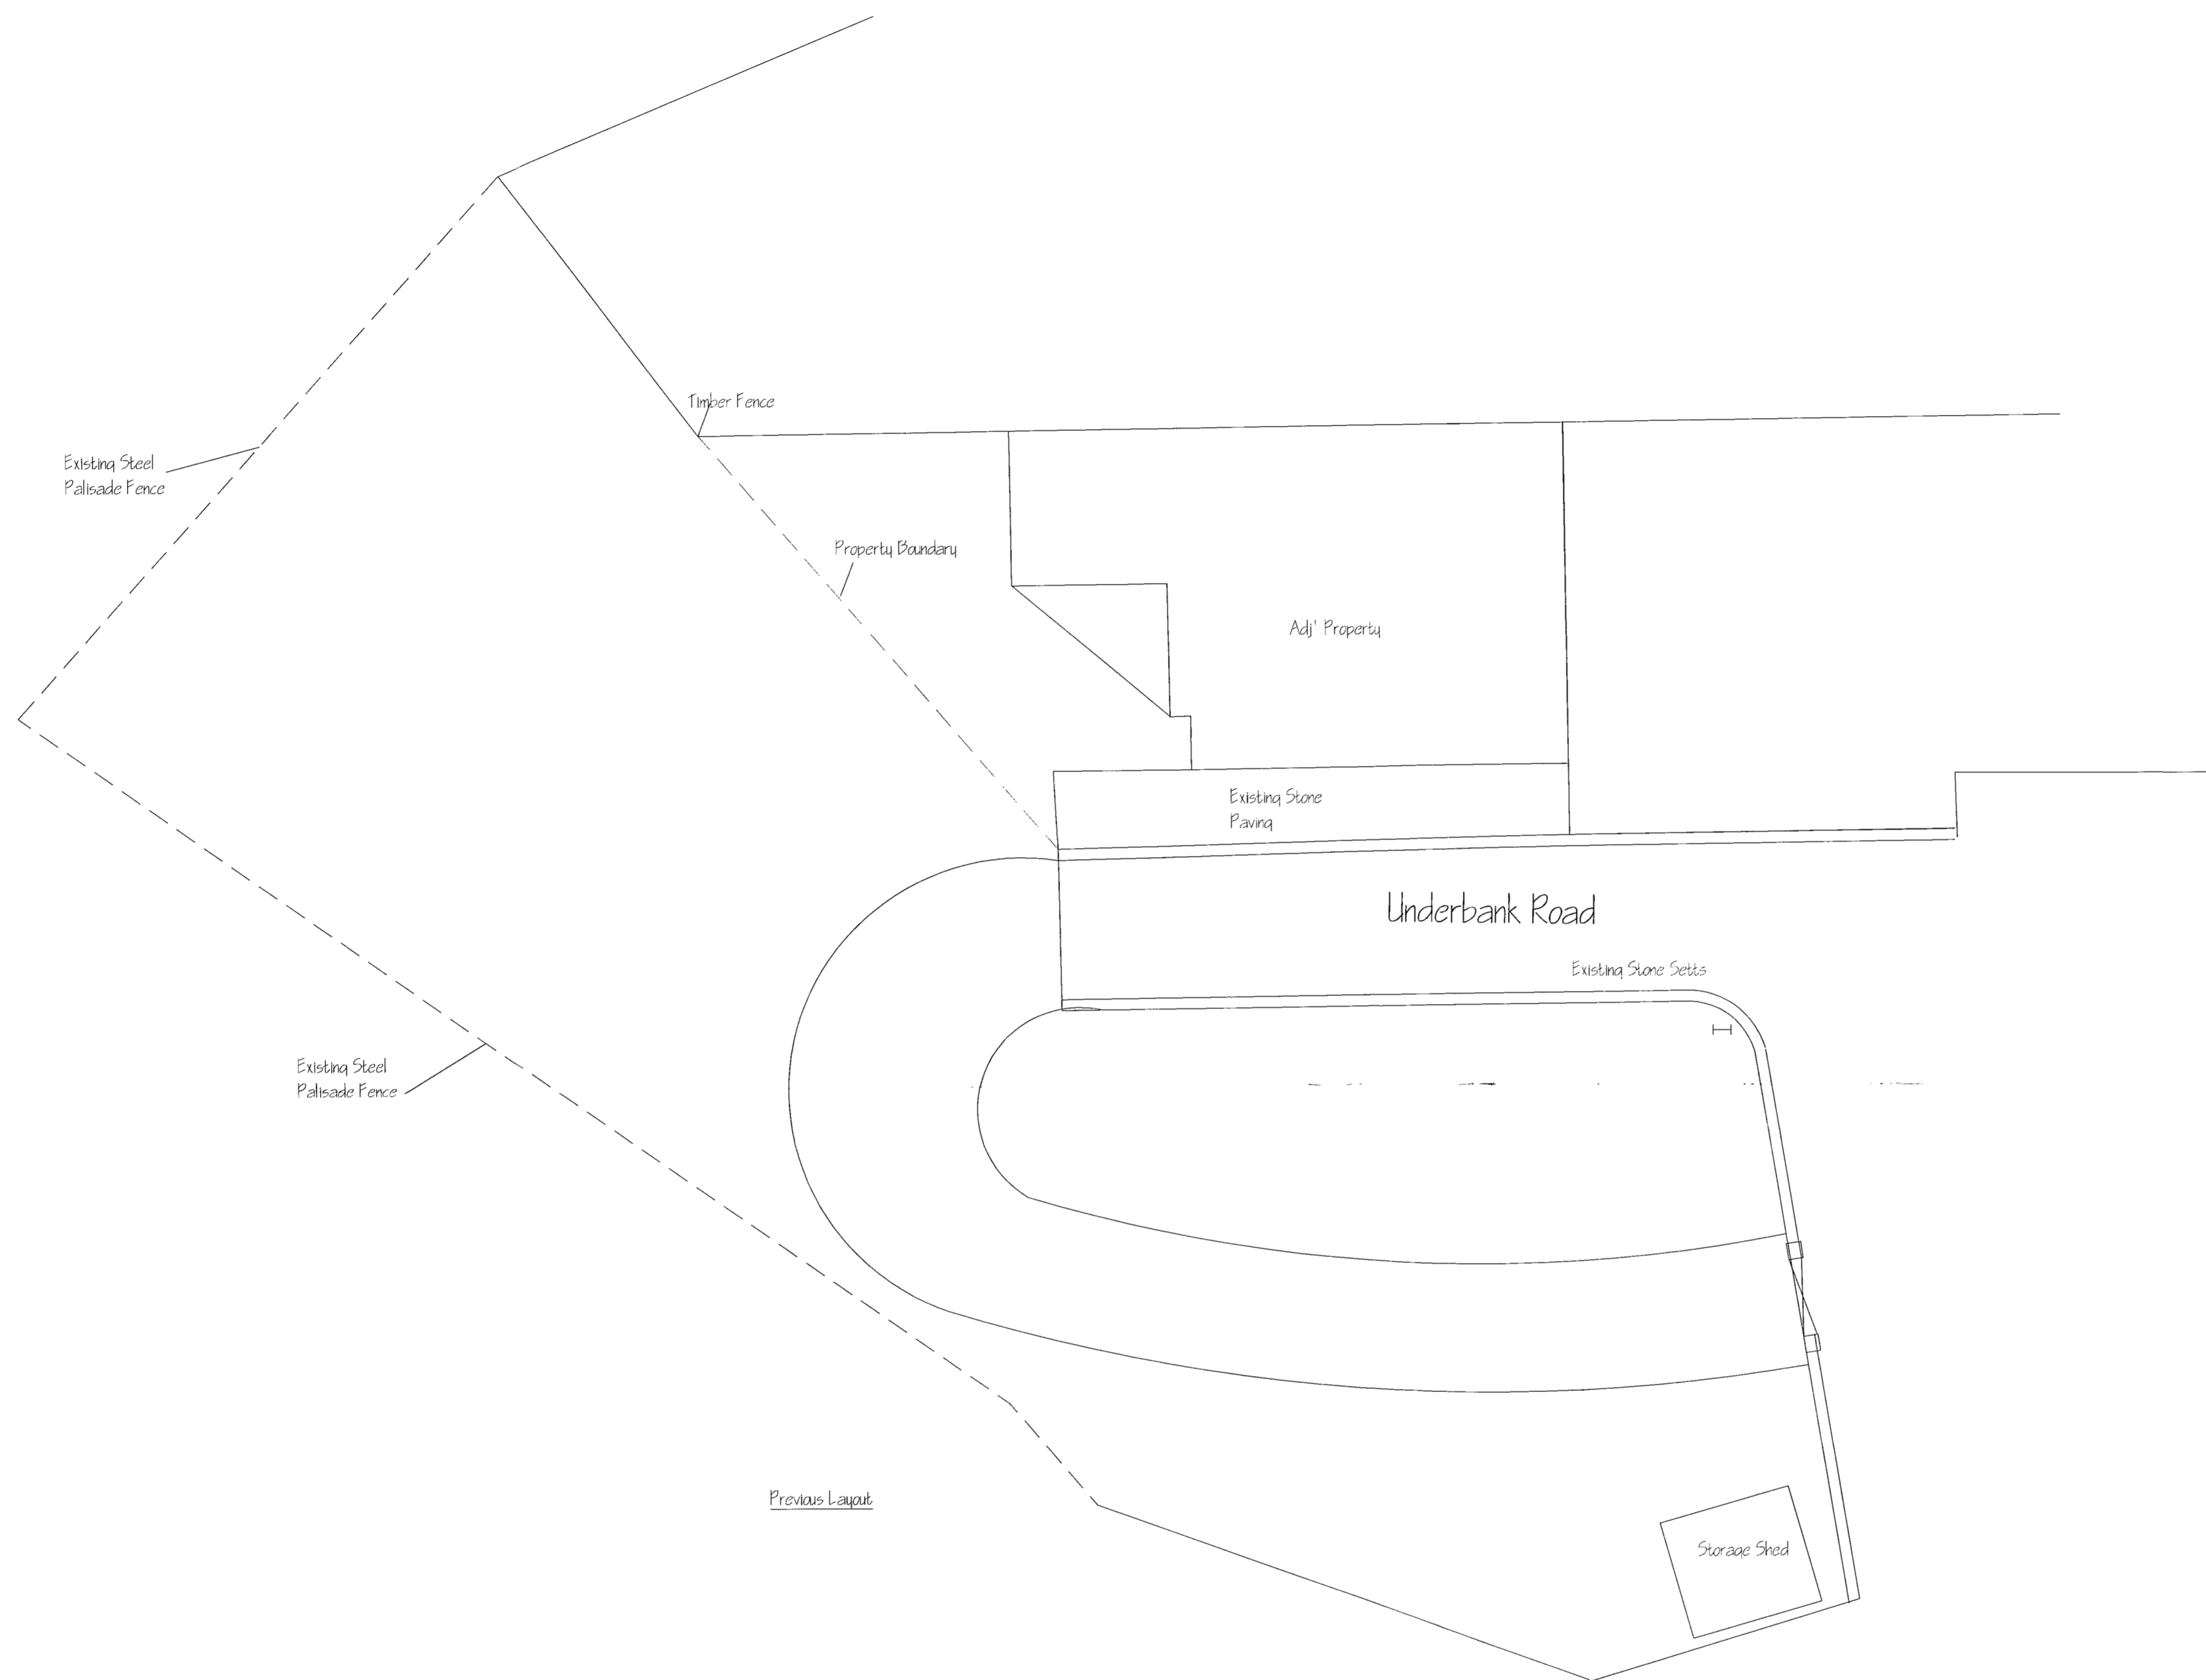 Timber Fence
Existing Steel
Palisade Fence
Property Boundary
Adj' Property
Existing Stone
Paving
Underbank Road
Existing Stone Setts
Existing Steel
Palisade Fence
Previous Layout
Storage Shed